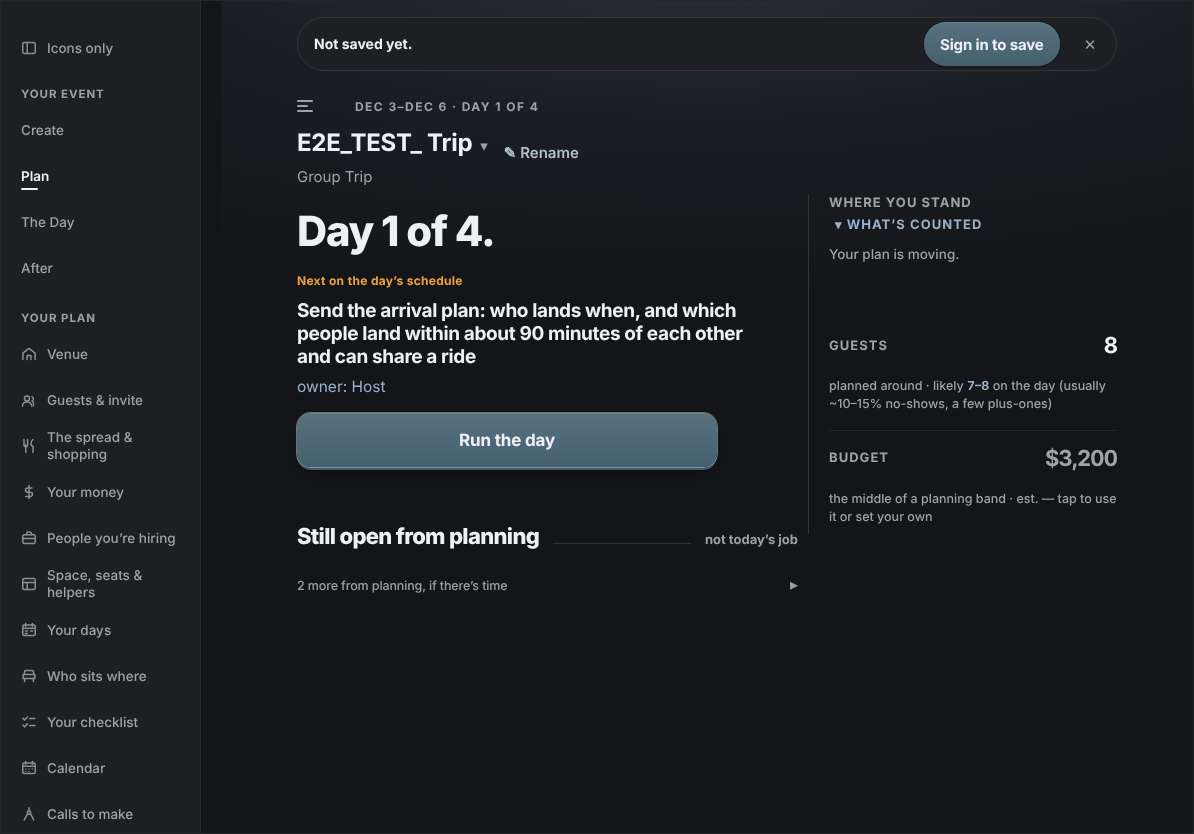 Icons only
YOUR EVENT
Create
Plan
The Day
After
YOUR PLAN
Venue
Guests & invite
The spread &
shopping
Your money
People you’re hiring
Space, seats &
helpers
Your days
Who sits where
Your checklist
Calendar
Calls to make
Not saved yet.
Sign in to save
×
DEC 3–DEC 6 · DAY 1 OF 4
E2E_TEST_ Trip ▾
✎ Rename
Group Trip
Day 1 of 4.
Next on the day’s schedule
Send the arrival plan: who lands when, and which
people land within about 90 minutes of each other
and can share a ride
owner: Host
Run the day
Still open from planning
not today’s job
2 more from planning, if there’s time
▶
WHERE YOU STAND
▾ WHAT’S COUNTED
Your plan is moving.
GUESTS
8
planned around · likely 7–8 on the day (usually
~10–15% no-shows, a few plus-ones)
BUDGET
$3,200
the middle of a planning band · est. — tap to use
it or set your own